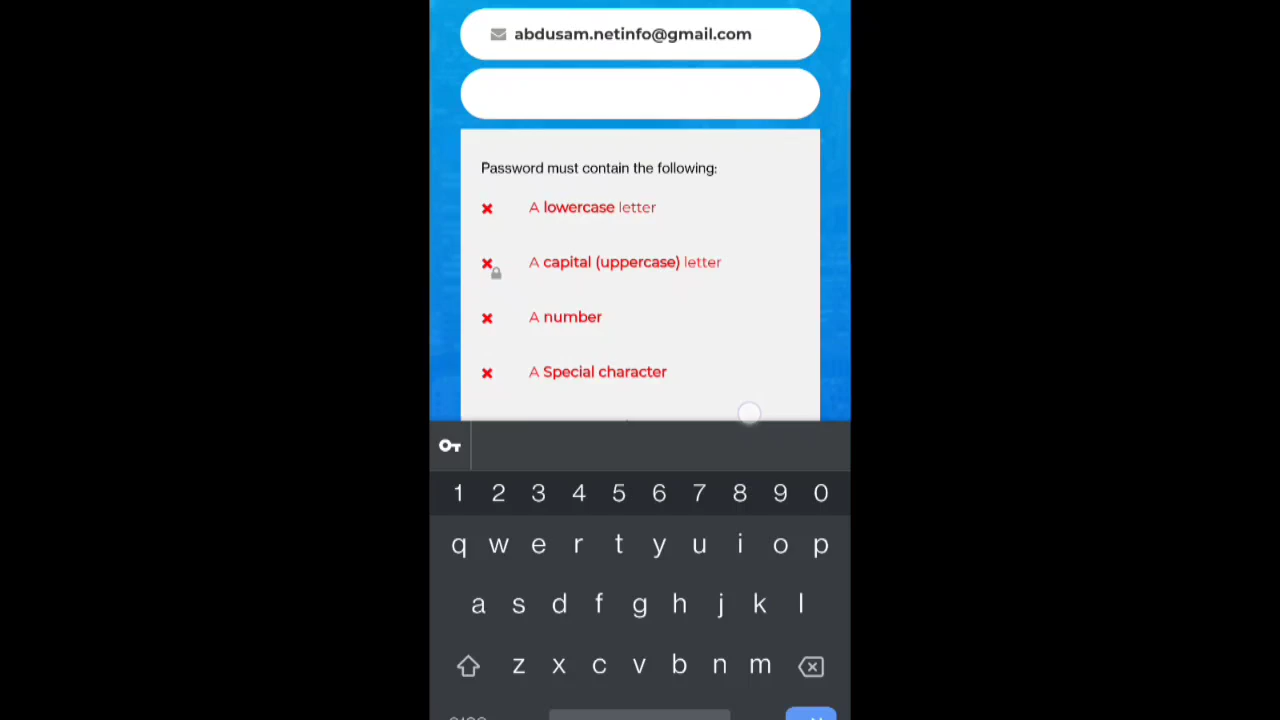 abdusam.netinfo@gmail.com
Password must contain the following:
A lowercase letter
A capital (uppercase) letter
A number
A Special character
1 2 3 4 5 6 7 8 9 0
q w e r t y u i o p
a s d f g h j k l
z x c v b n m